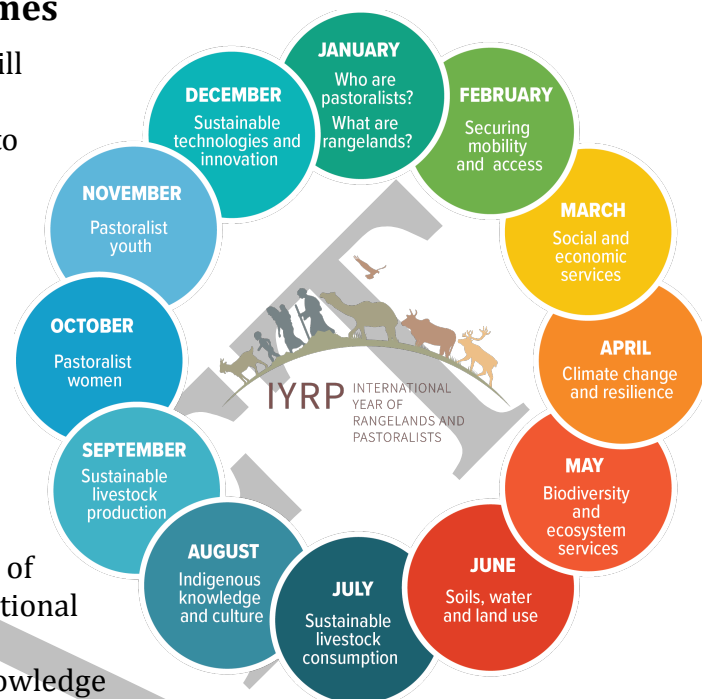 mes
ill
to
of
tional
owledge
JANUARY
Who are
pastoralists?
What are
rangelands?
FEBRUARY
Securing
mobility
and access
MARCH
Social and
economic
services
APRIL
Climate change
and resilience
MAY
Biodiversity
and
ecosystem
services
JUNE
Soils, water
and land use
JULY
Sustainable
livestock
consumption
AUGUST
Indigenous
knowledge
and culture
SEPTEMBER
Sustainable
livestock
production
OCTOBER
Pastoralist
women
NOVEMBER
Pastoralist
youth
DECEMBER
Sustainable
technologies and
innovation
IYRP
INTERNATIONAL
YEAR OF
RANGELANDS AND
PASTORALISTS